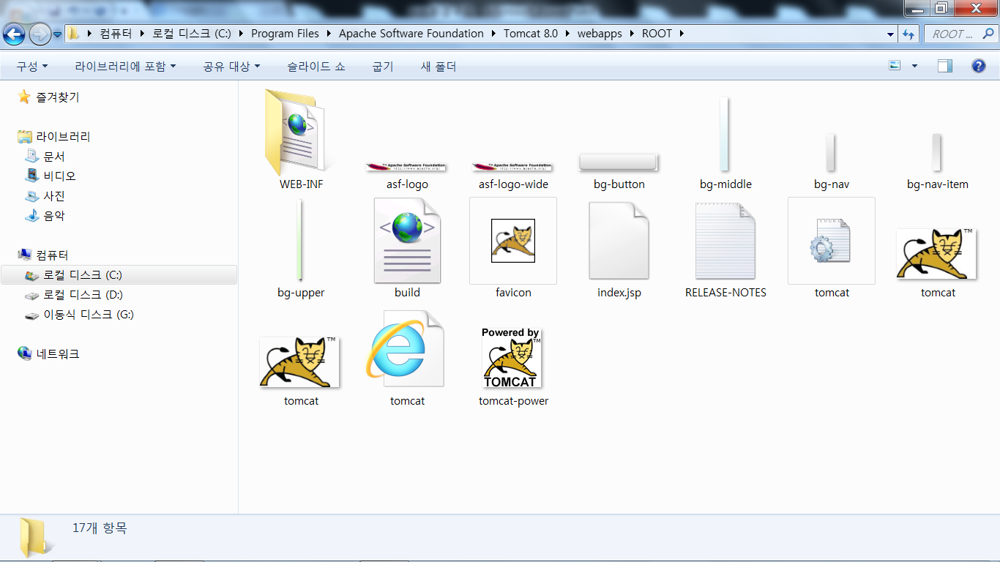 컴퓨터 로컬 디스크 (C:) Program Files Apache Software Foundation Tomcat 8.0 webapps ROOT
ROOT ...
구성 라이브러리에 포함 공유 대상 슬라이드 쇼 굽기 새 폴더
즐겨찾기
라이브러리
문서
비디오
사진
음악
컴퓨터
로컬 디스크 (C:)
로컬 디스크 (D:)
이동식 디스크 (G:)
네트워크
WEB-INF asf-logo asf-logo-wide bg-button bg-middle bg-nav bg-nav-item
bg-upper build favicon index.jsp RELEASE-NOTES tomcat tomcat
TM
TM
Powered by
TM
TOMCAT
tomcat tomcat tomcat-power
17개 항목